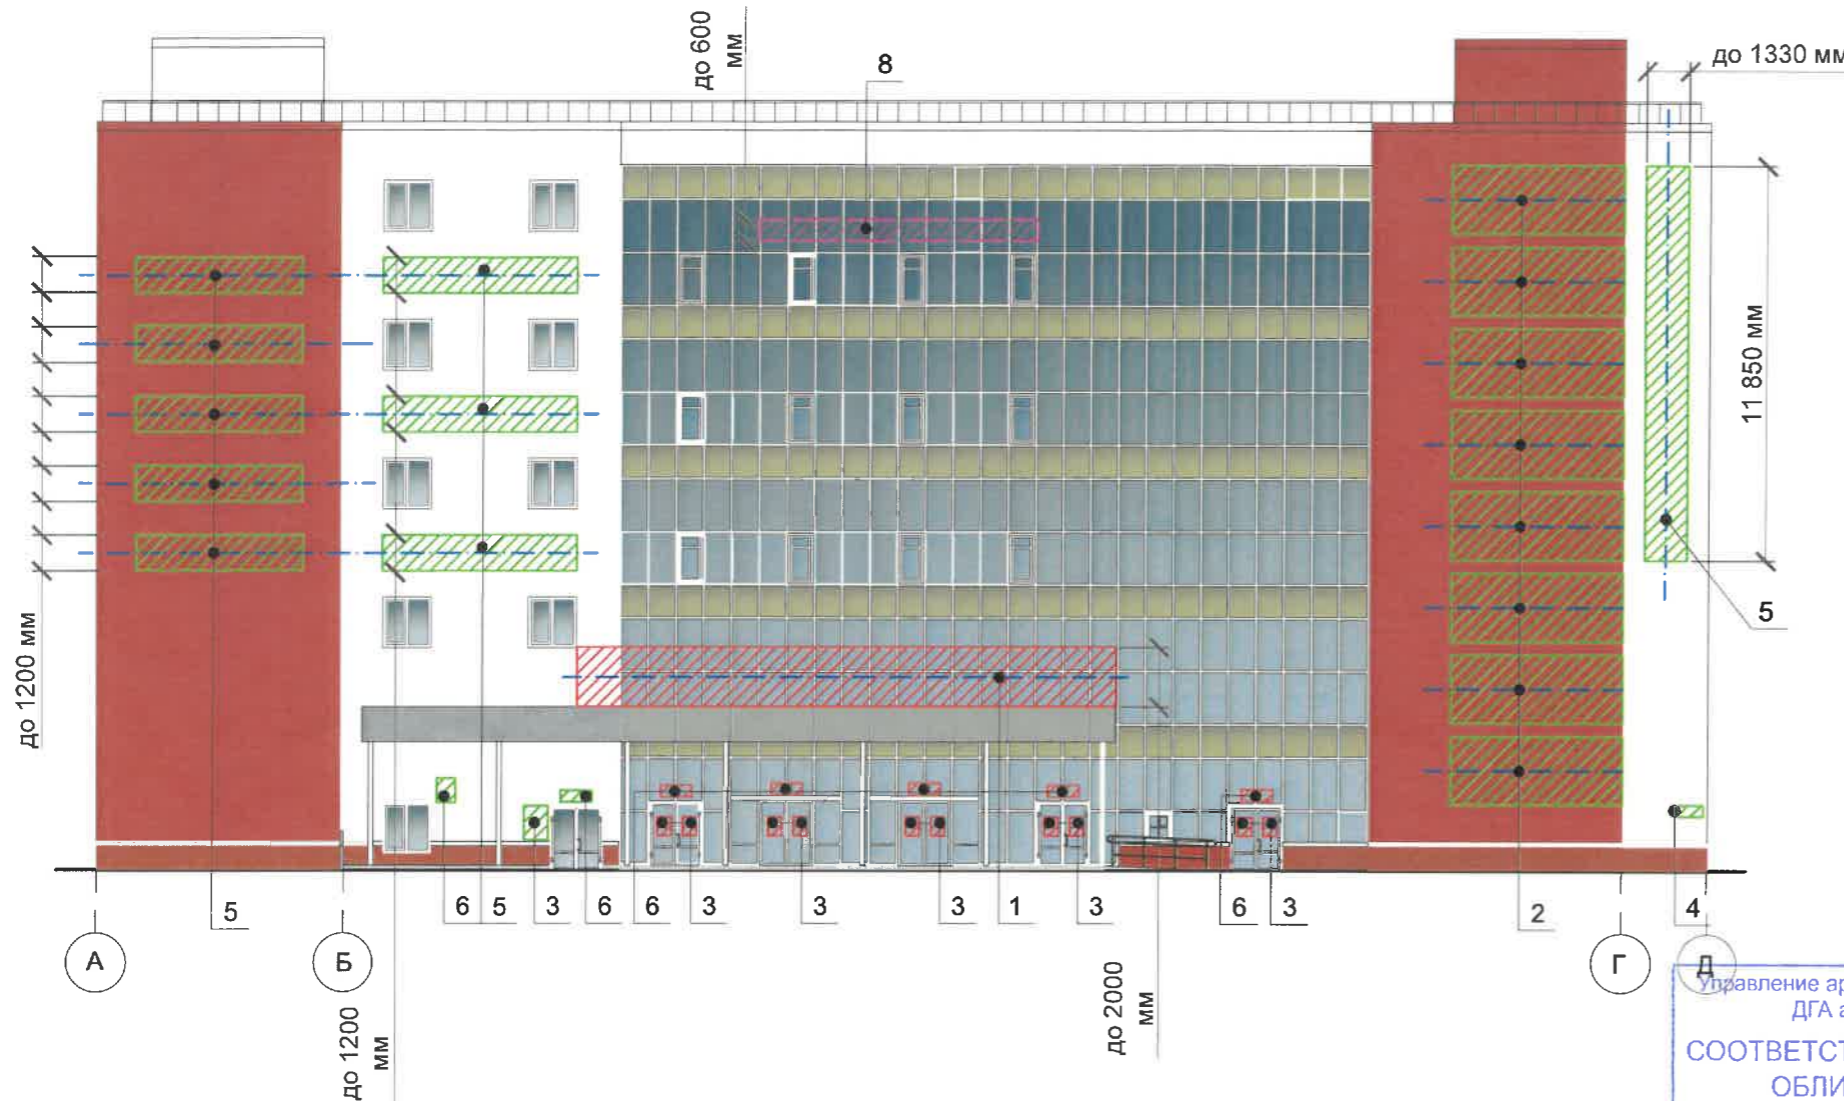 до 600
мм
8
до 1330 мм
11 850 мм
5
до 1200 мм
5
6
5
3
6
6
3
3
3
1
3
6
3
2
4
А
Б
Г
Д
до 1200
мм
до 2000
мм
Управление ар
ДГА а
СООТВЕТСТ
ОБЛИ